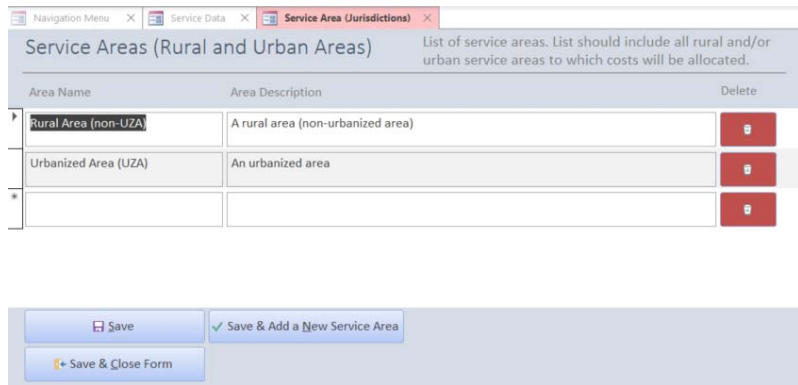 Navigation Menu
Service Data
Service Area (Jurisdictions)
Service Areas (Rural and Urban Areas)
List of service areas. List should include all rural and/or
urban service areas to which costs will be allocated.
Area Name
Area Description
Delete
Rural Area (non-UZA)
A rural area (non-urbanized area)
Urbanized Area (UZA)
An urbanized area
Save
Save & Add a New Service Area
Save & Close Form